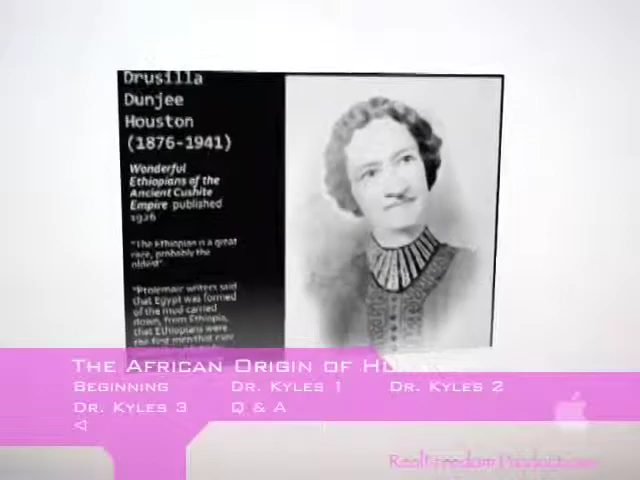 Drusilla
Dunjee
Houston
(1876-1941)
Wonderful
Ethiopians of the
Ancient Cushite
Empire published
1926
"The Ethiopian is a great
race, probably the
oldest"
"Ptolemaic writers said
that Egypt was formed
of the mud carried
down, from Ethiopia,
that Ethiopians were
the first men that ever
The African Origin of
Beginning Dr. Kyles 1 Dr. Kyles 2
Dr. Kyles 3 Q & A